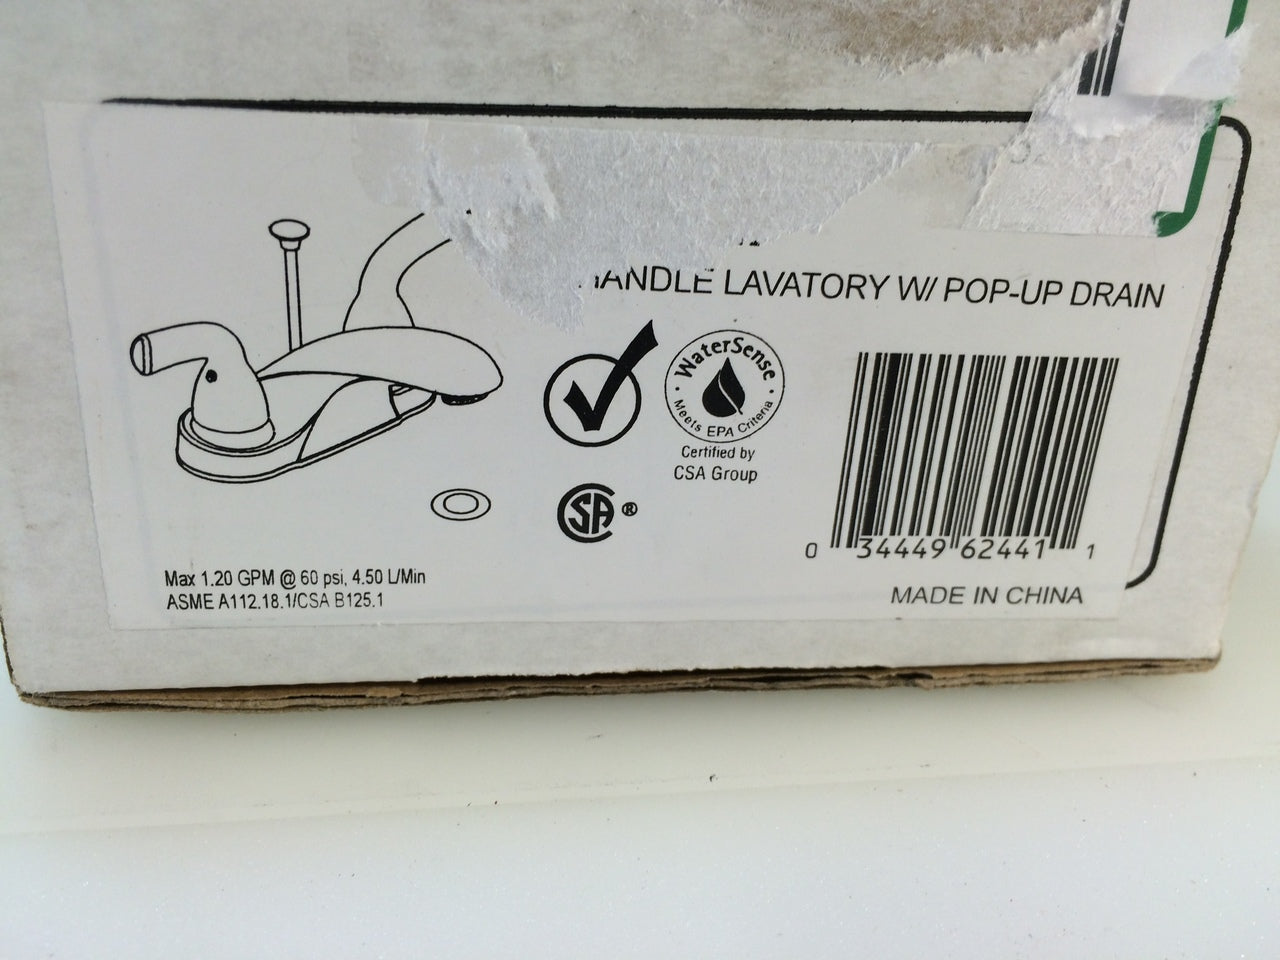 HANDLE LAVATORY W/ POP-UP DRAIN
WaterSense
Meets EPA Criteria
Certified by
CSA Group
CSA ®
0 34449 62441 1
Max 1.20 GPM @ 60 psi, 4.50 L/Min
ASME A112.18.1/CSA B125.1
MADE IN CHINA